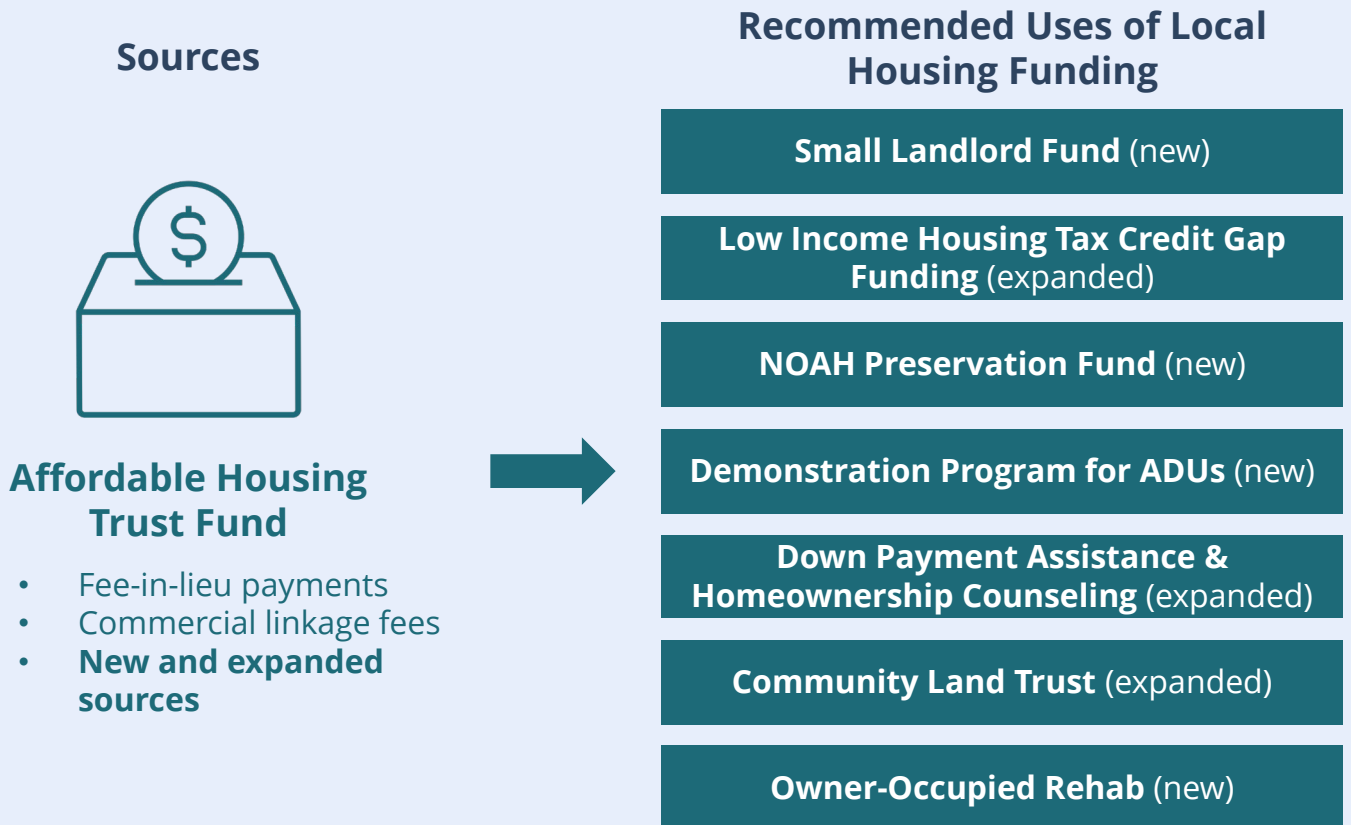 Sources
$
Affordable Housing
Trust Fund
• Fee-in-lieu payments
• Commercial linkage fees
• New and expanded
sources
Recommended Uses of Local
Housing Funding
Small Landlord Fund (new)
Low Income Housing Tax Credit Gap
Funding (expanded)
NOAH Preservation Fund (new)
Demonstration Program for ADUs (new)
Down Payment Assistance &
Homeownership Counseling (expanded)
Community Land Trust (expanded)
Owner-Occupied Rehab (new)